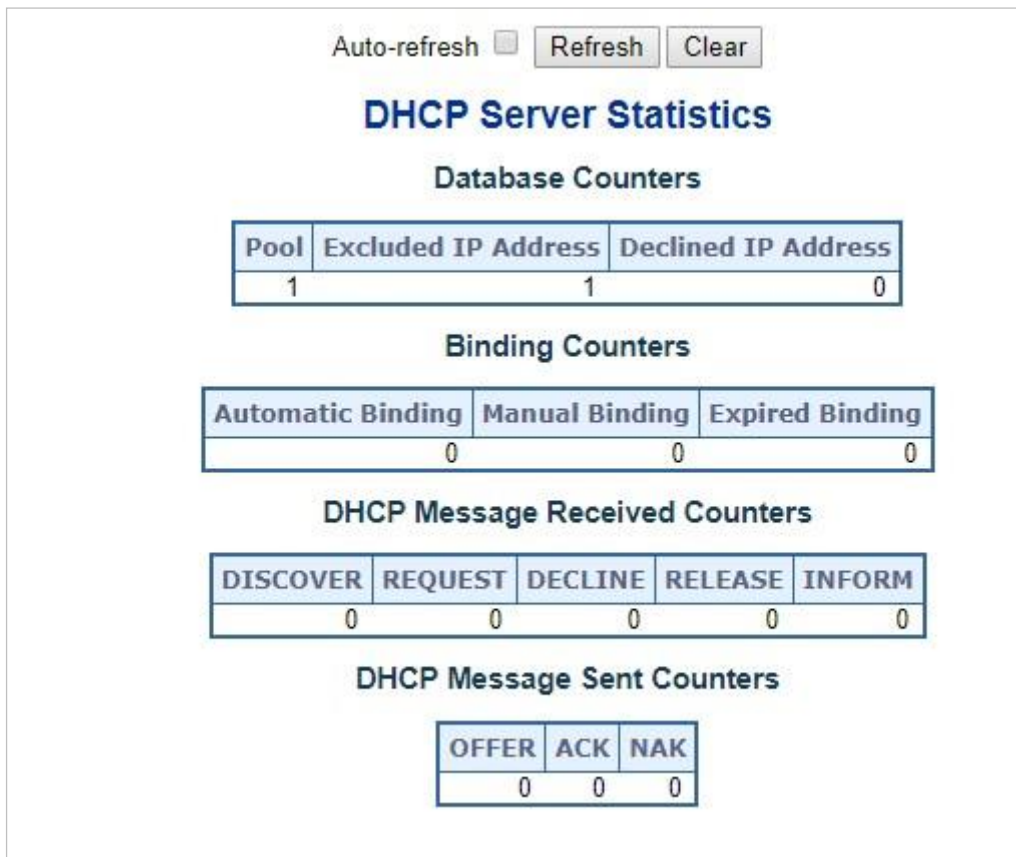 Auto-refresh Refresh Clear
DHCP Server Statistics
Database Counters
Pool Excluded IP Address Declined IP Address
1 1 0
Binding Counters
Automatic Binding Manual Binding Expired Binding
0 0 0
DHCP Message Received Counters
DISCOVER REQUEST DECLINE RELEASE INFORM
0 0 0 0 0
DHCP Message Sent Counters
OFFER ACK NAK
0 0 0